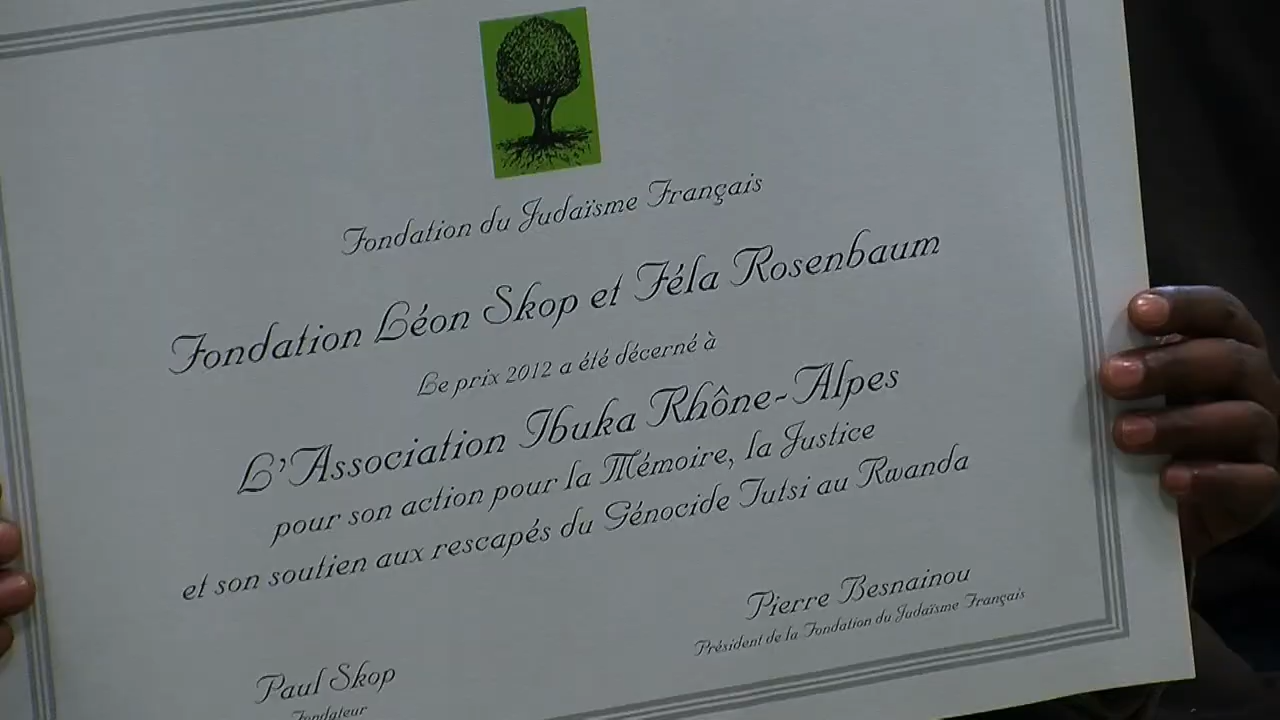 Fondation du Judaïsme Français
Fondation Léon Skop et Féla Rosenbaum
Le prix 2012 a été décerné à
L'Association Ibuka Rhône-Alpes
pour son action pour la Mémoire, la Justice
et son soutien aux rescapés du Génocide Tutsi au Rwanda
Pierre Besnainou
Président de la Fondation du Judaïsme Français
Paul Skop
Fondateur